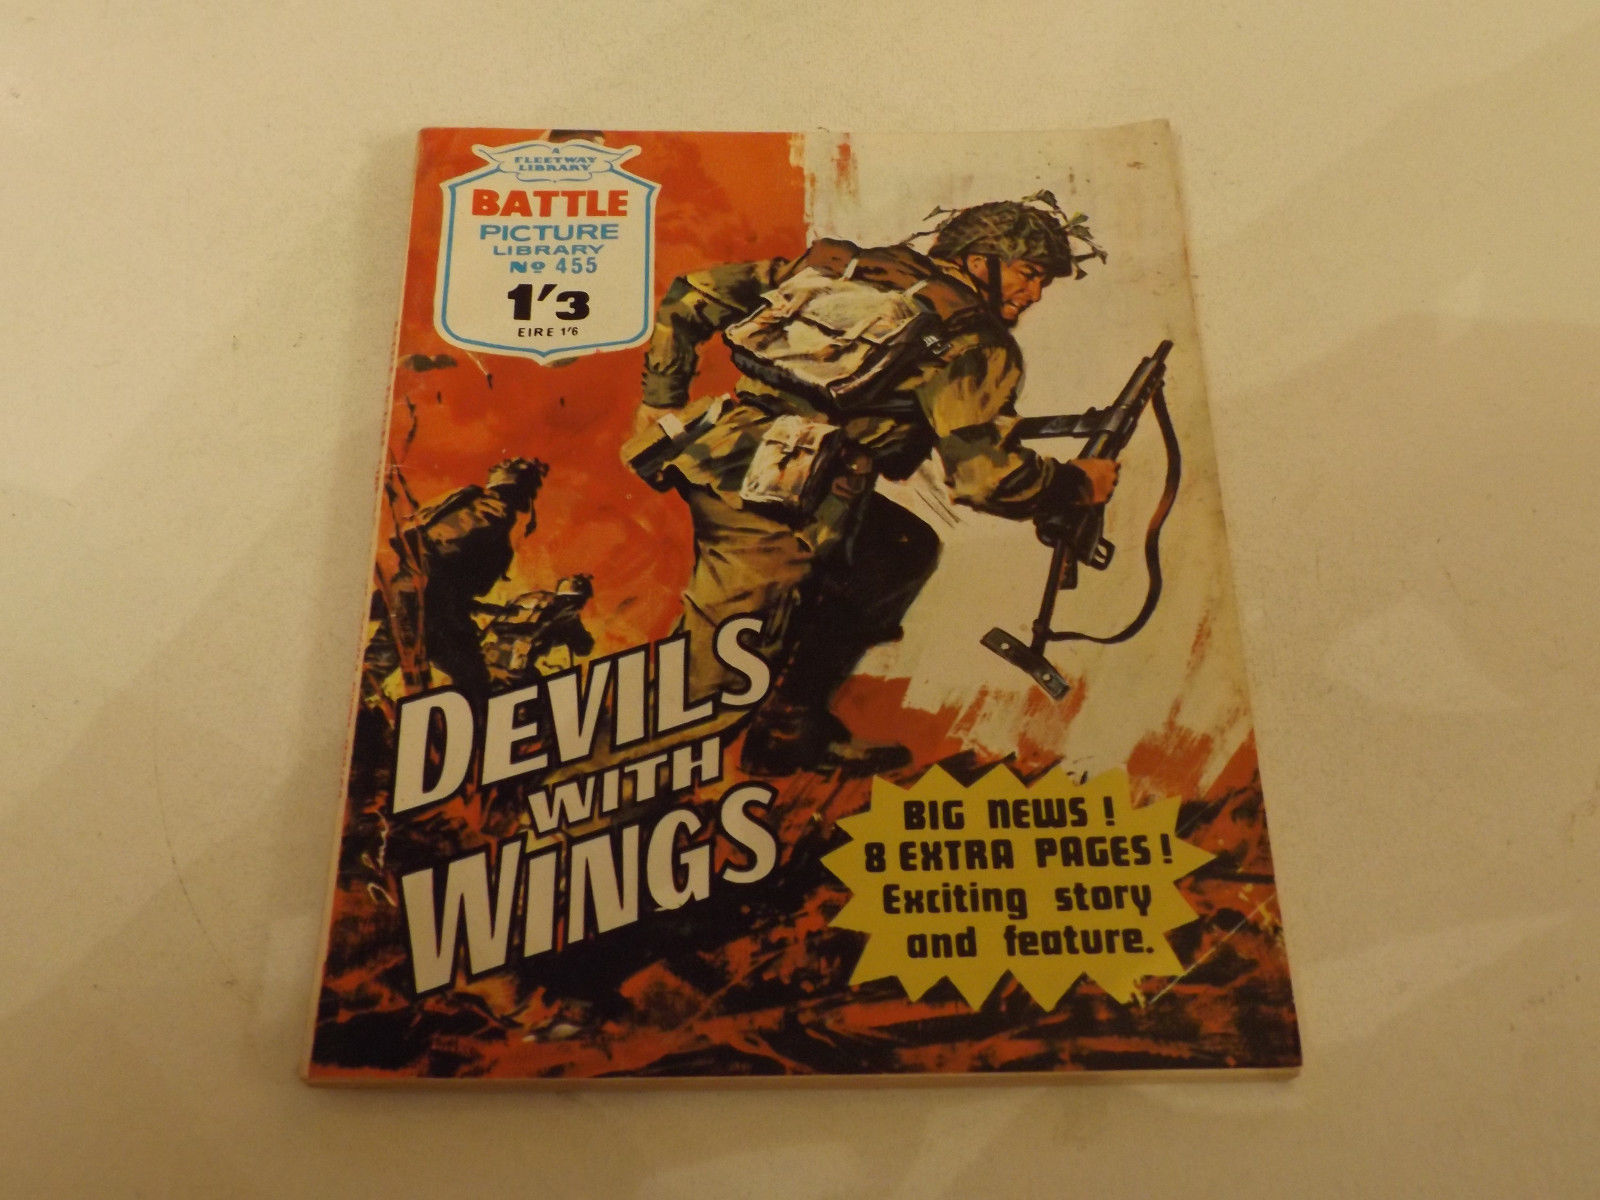 A
FLEETWAY
LIBRARY
BATTLE
PICTURE
LIBRARY
No 455
1'3
EIRE 1'6
DEVILS
WITH
WINGS
BIG NEWS !
8 EXTRA PAGES !
Exciting story
and feature.